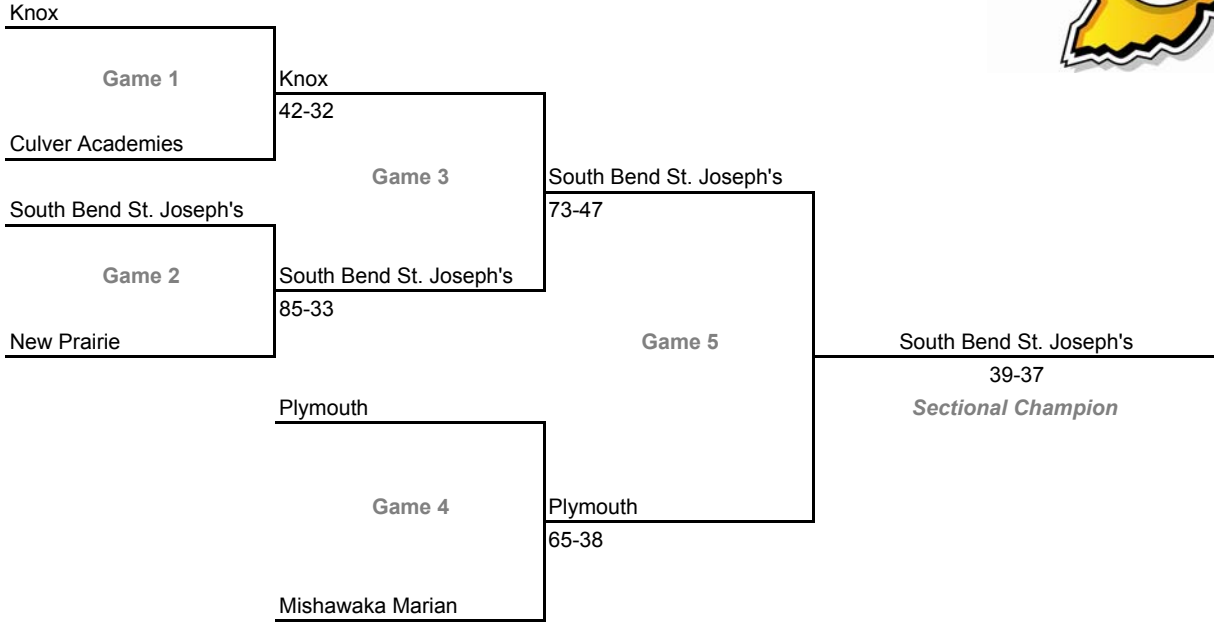 Knox
Game 1
Knox
42-32
Culver Academies
Game 3
South Bend St. Joseph's
South Bend St. Joseph's
73-47
Game 2
South Bend St. Joseph's
85-33
New Prairie
Game 5
South Bend St. Joseph's
39-37
Plymouth
Sectional Champion
Game 4
Plymouth
65-38
Mishawaka Marian